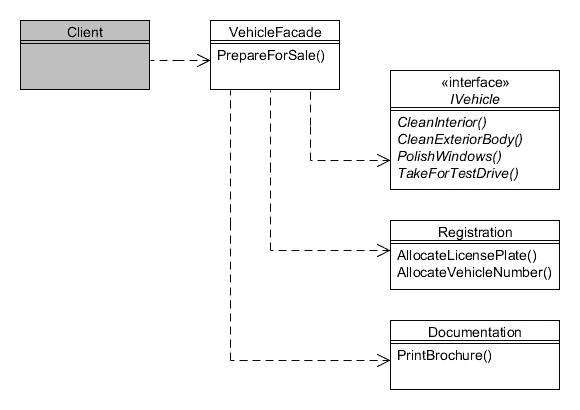 Client
VehicleFacade
PrepareForSale()
«interface»
IVehicle
CleanInterior()
CleanExteriorBody()
PolishWindows()
TakeForTestDrive()
Registration
AllocateLicensePlate()
AllocateVehicleNumber()
Documentation
PrintBrochure()